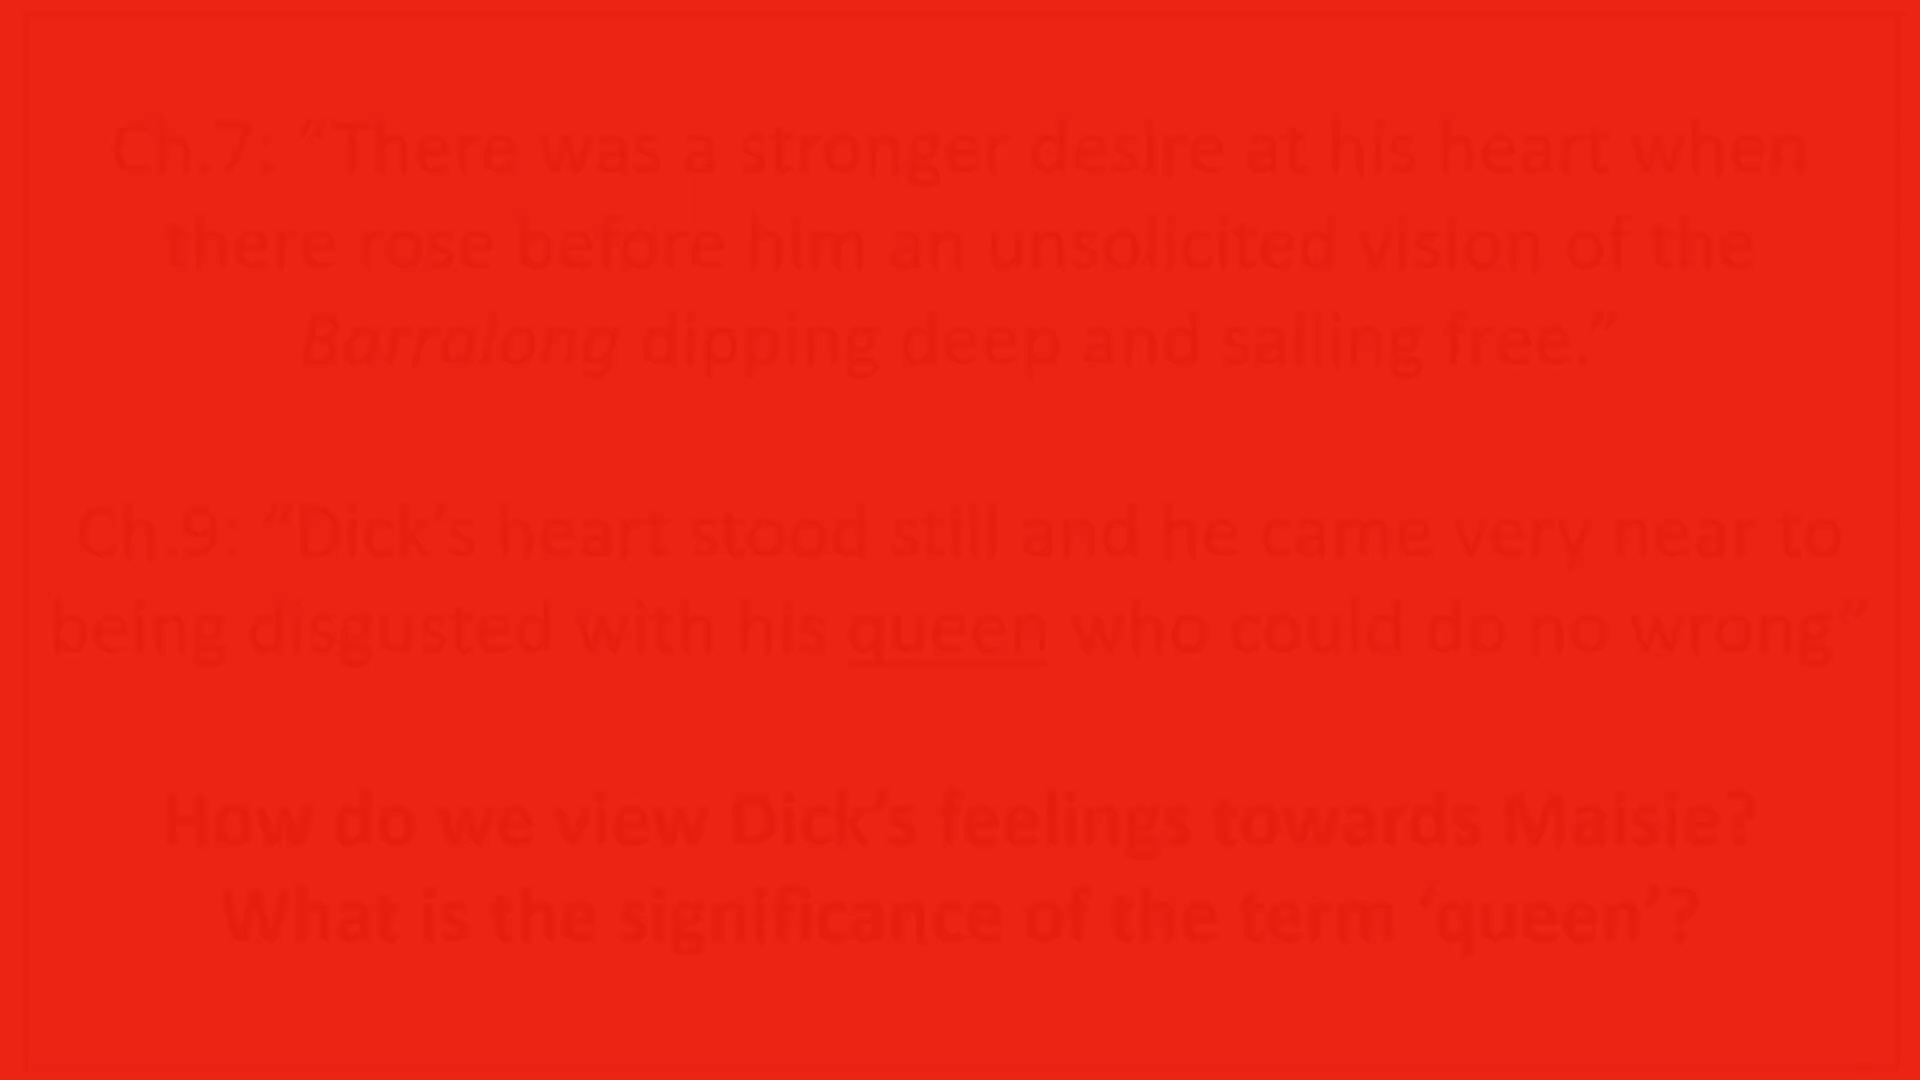 Ch.7: “There was a stronger desire at his heart when
there rose before him an unsolicited vision of the
Barralong dipping deep and sailing free.”
Ch.9: “Dick’s heart stood still and he came very near to
being disgusted with his queen who could do no wrong“
How do we view Dick’s feelings towards Maisie?
What is the significance of the term ‘queen’?